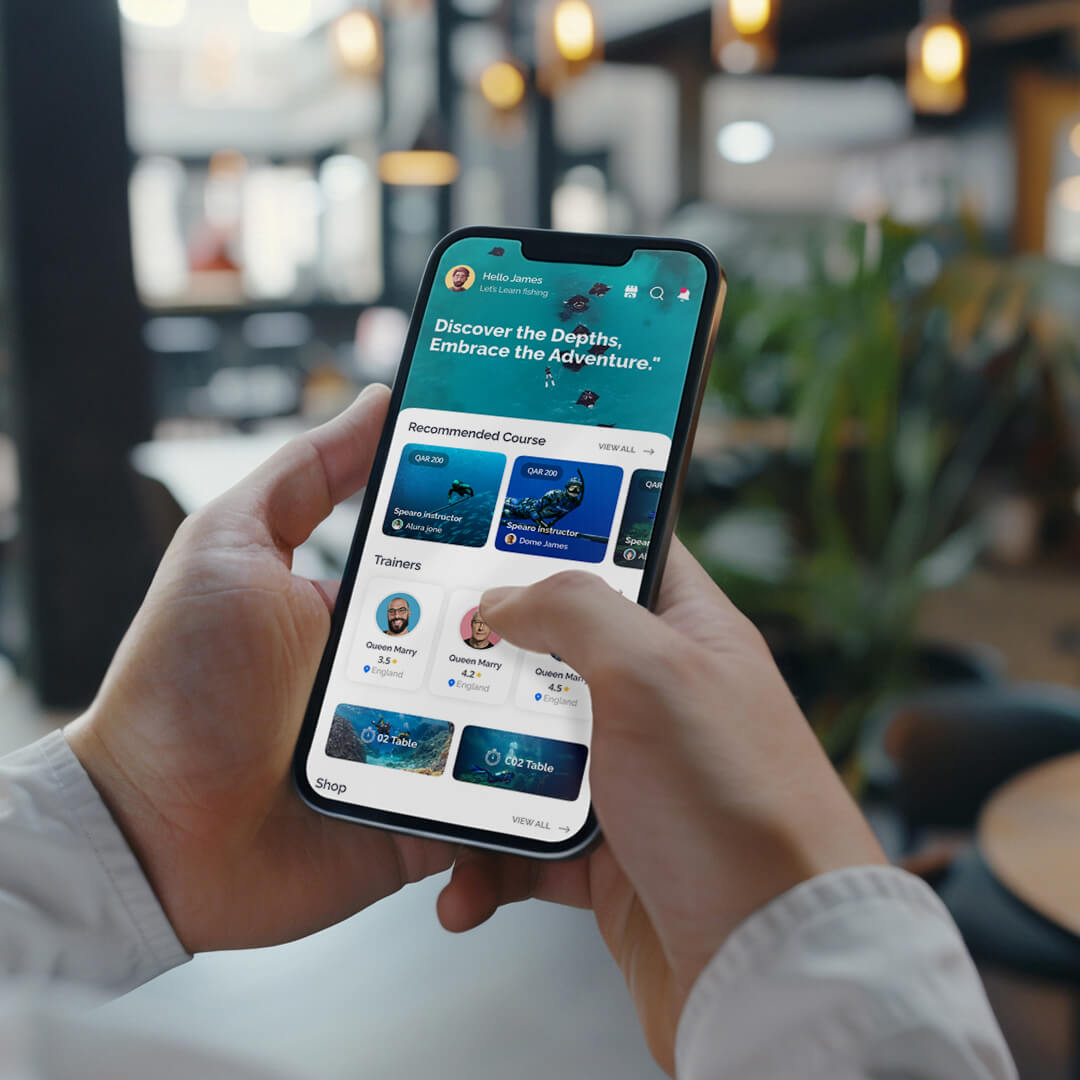 Hello James
Let's Learn fishing
Discover the Depths,
Embrace the Adventure."
Recommended Course
VIEW ALL
QAR 200
Spearo instructor
Alura jone
QAR 200
Spearo instructor
Dome James
QAR
Spear
Al
Trainers
Queen Marry
3.5
England
Queen Marry
4.2
England
Queen Marr
4.5
England
02 Table
C02 Table
Shop
VIEW ALL